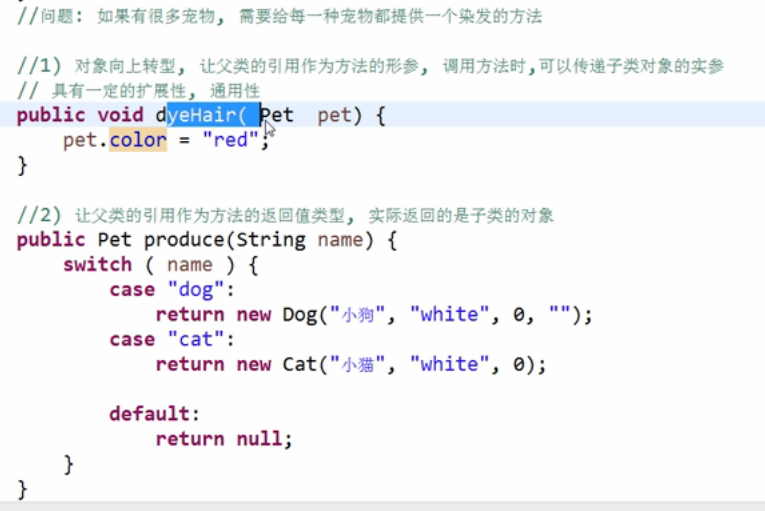 //问题: 如果有很多宠物, 需要给每一种宠物都提供一个染发的方法
//1) 对象向上转型, 让父类的引用作为方法的形参, 调用方法时,可以传递子类对象的实参
// 具有一定的扩展性, 通用性
public void dyeHair( Pet  pet) {
    pet.color = "red";
}
//2) 让父类的引用作为方法的返回值类型, 实际返回的是子类的对象
public Pet produce(String name) {
    switch ( name ) {
        case "dog":
            return new Dog("小狗", "white", 0, "");
        case "cat":
            return new Cat("小猫", "white", 0);
        default:
            return null;
    }
}